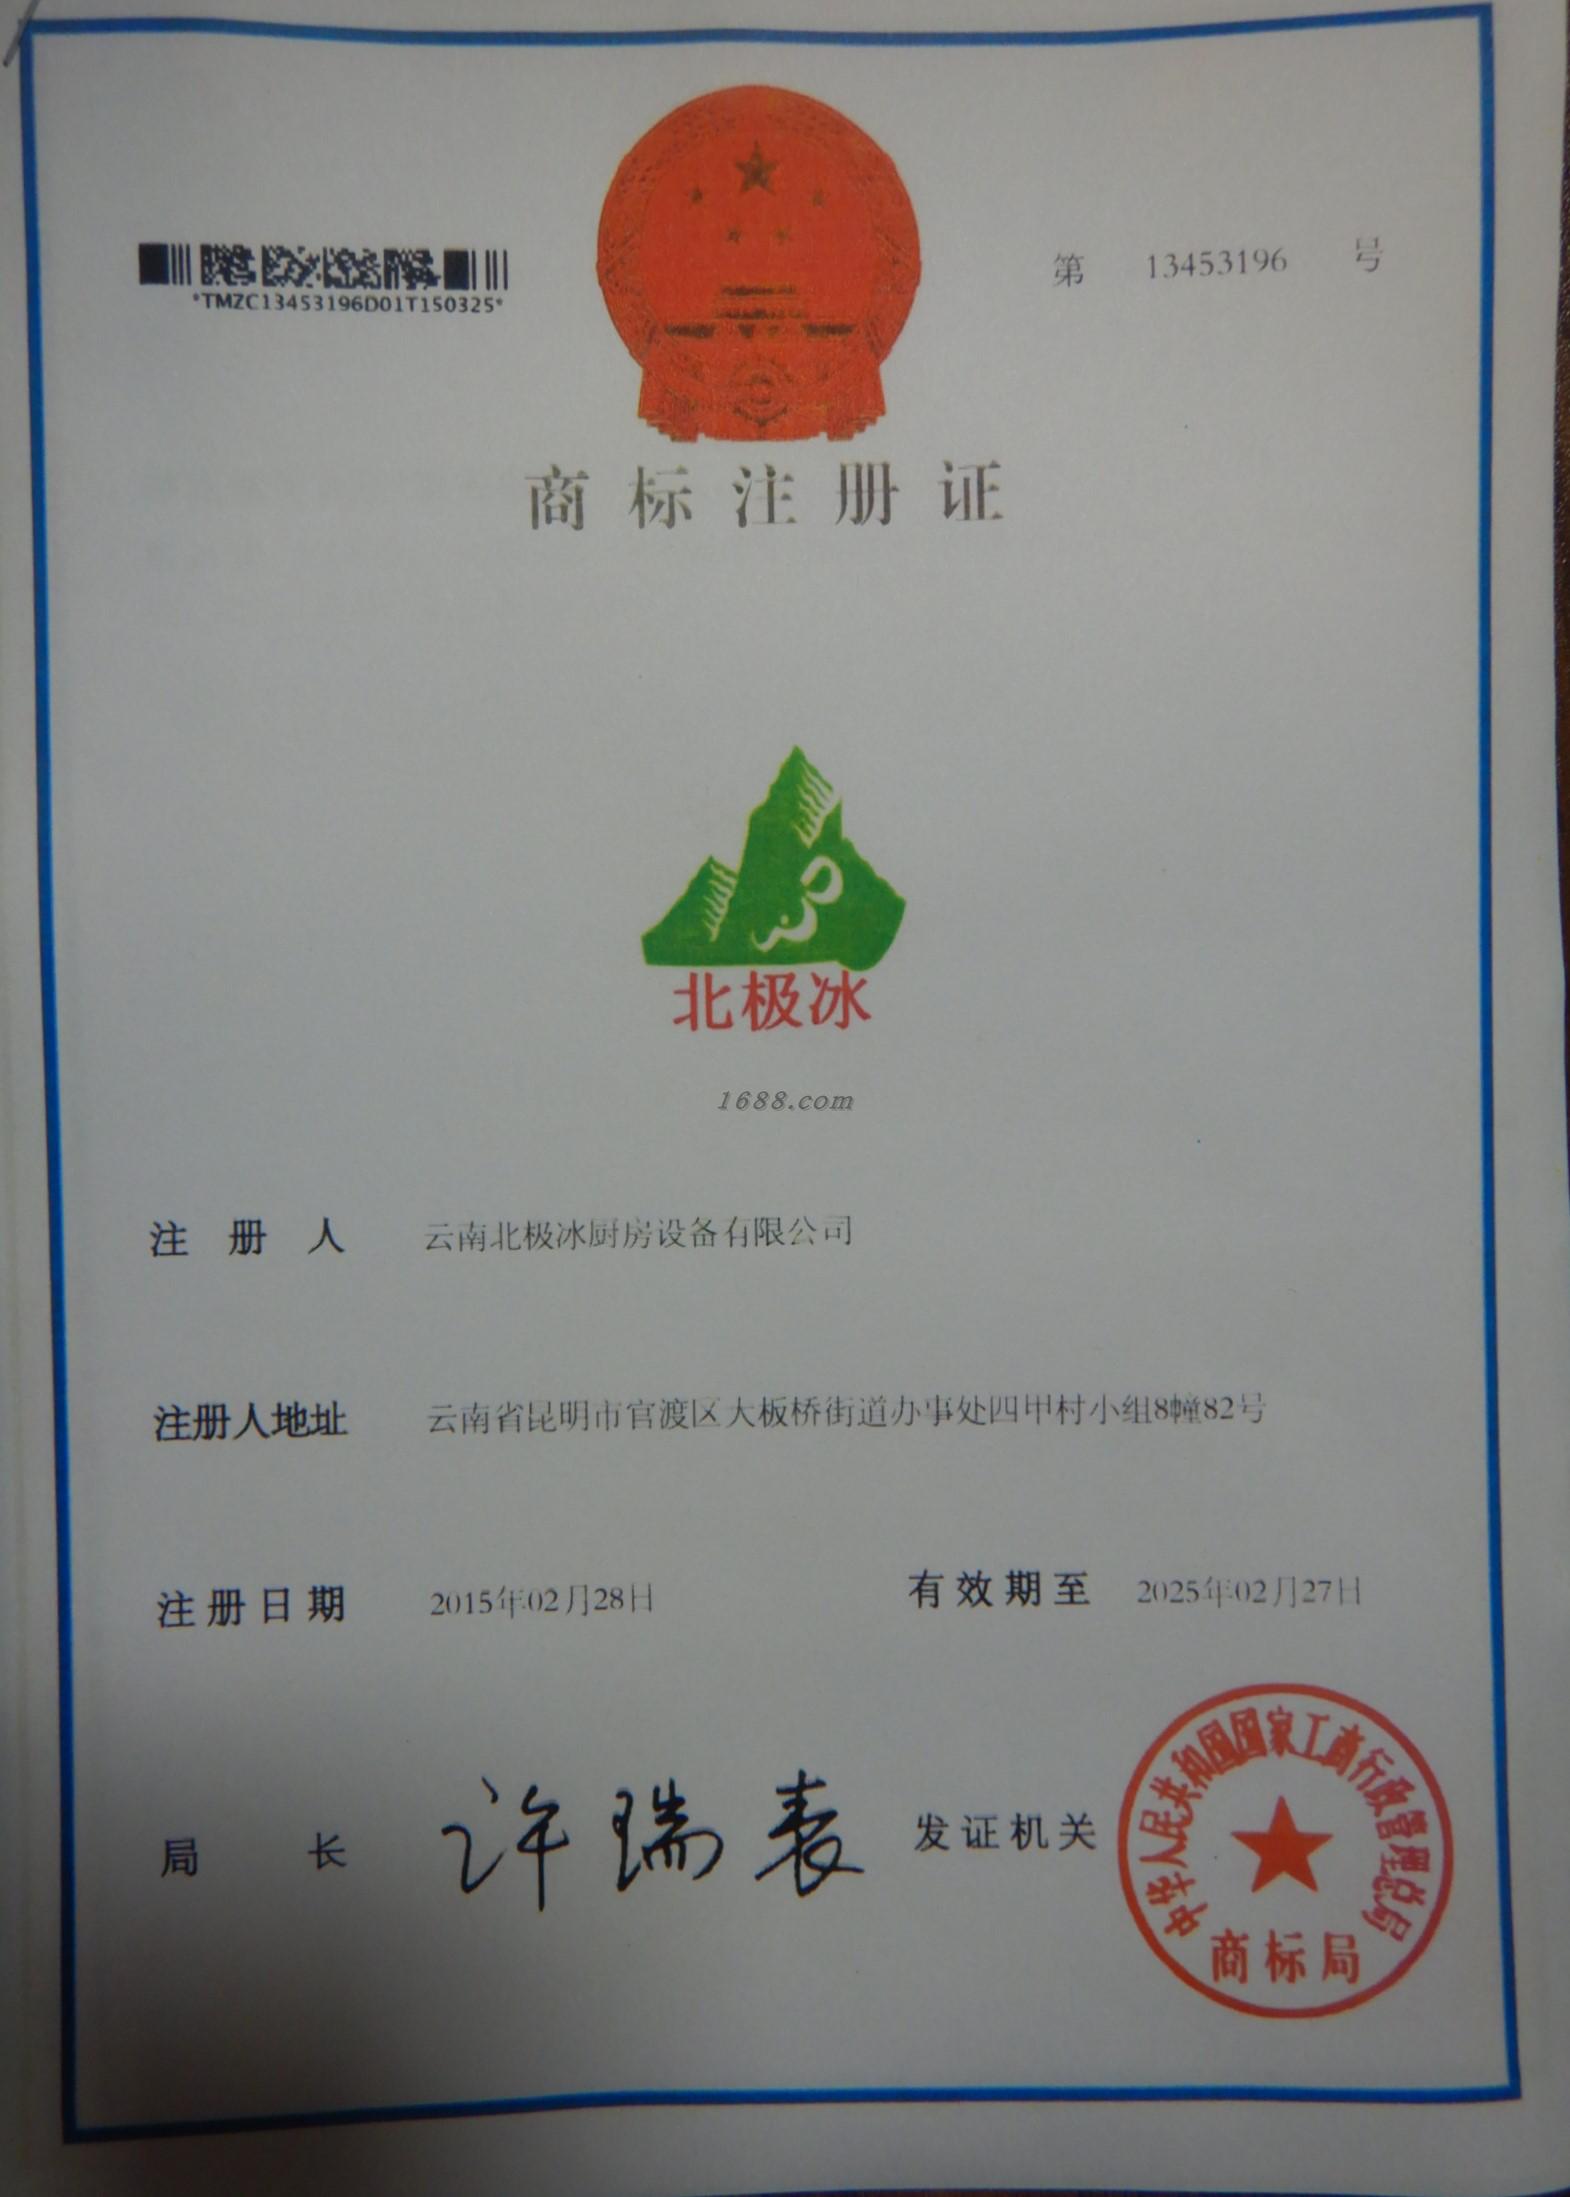 第 13453196 号
*TMZC13453196D01T150325*
商标注册证
北极冰
1688.com
注册人 云南北极冰厨房设备有限公司
注册人地址 云南省昆明市官渡区大板桥街道办事处四甲村小组8幢82号
注册日期 2015年02月28日 有效期至 2025年02月27日
局长 许瑞表 发证机关
中华人民共和国国家工商行政管理总局
商标局